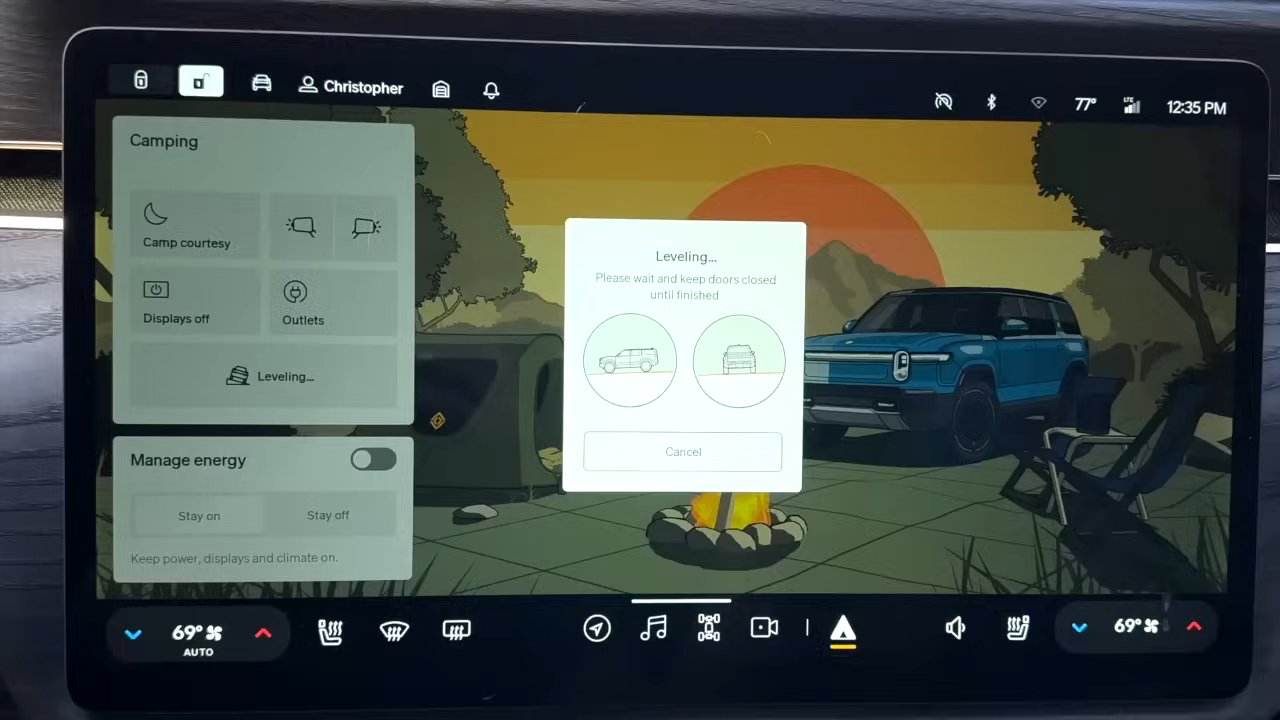 Christopher
77°
LTE
12:35 PM
Camping
Camp courtesy
Displays off
Outlets
Leveling...
Manage energy
Stay on
Stay off
Keep power, displays and climate on.
Leveling...
Please wait and keep doors closed
until finished.
Cancel
69°
AUTO
69°